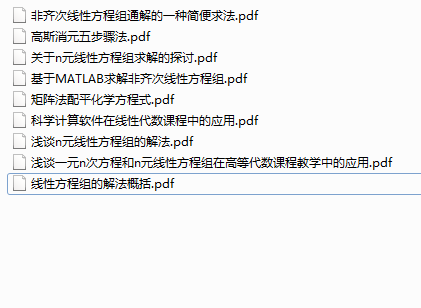 非齐次线性方程组通解的一种简便求法.pdf
高斯消元五步骤法.pdf
关于n元线性方程组求解的探讨.pdf
基于MATLAB求解非齐次线性方程组.pdf
矩阵法配平化学方程式.pdf
科学计算软件在线性代数课程中的应用.pdf
浅谈n元线性方程组的解法.pdf
浅谈一元n次方程和n元线性方程组在高等代数课程教学中的应用.pdf
线性方程组的解法概括.pdf